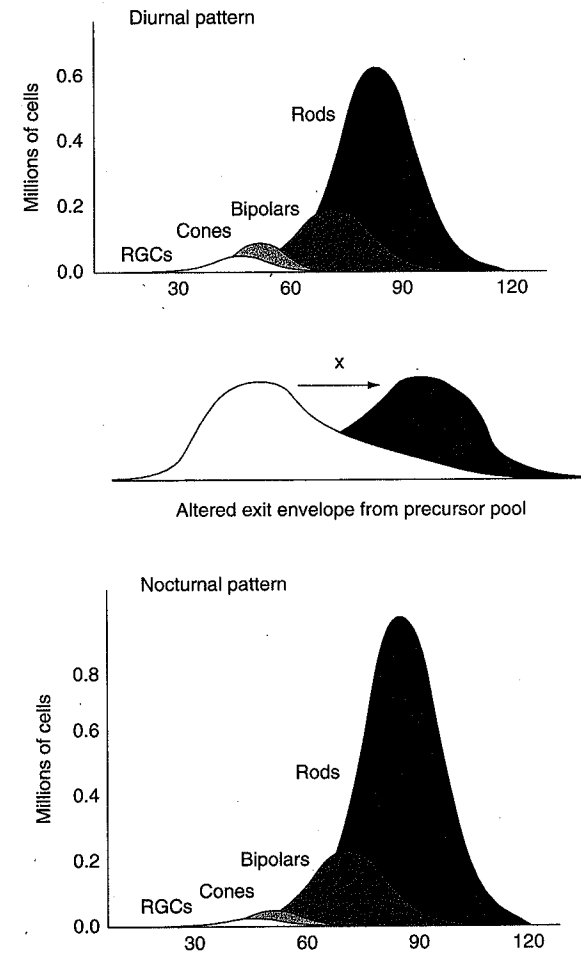 Diurnal pattern
Millions of cells
0.6
0.4
0.2
0.0
Rods
Bipolars
Cones
RGCs
30 60 90 120
x
Altered exit envelope from precursor pool
Nocturnal pattern
Millions of cells
0.8
0.6
0.4
0.2
0.0
Rods
Bipolars
Cones
RGCs
30 60 90 120